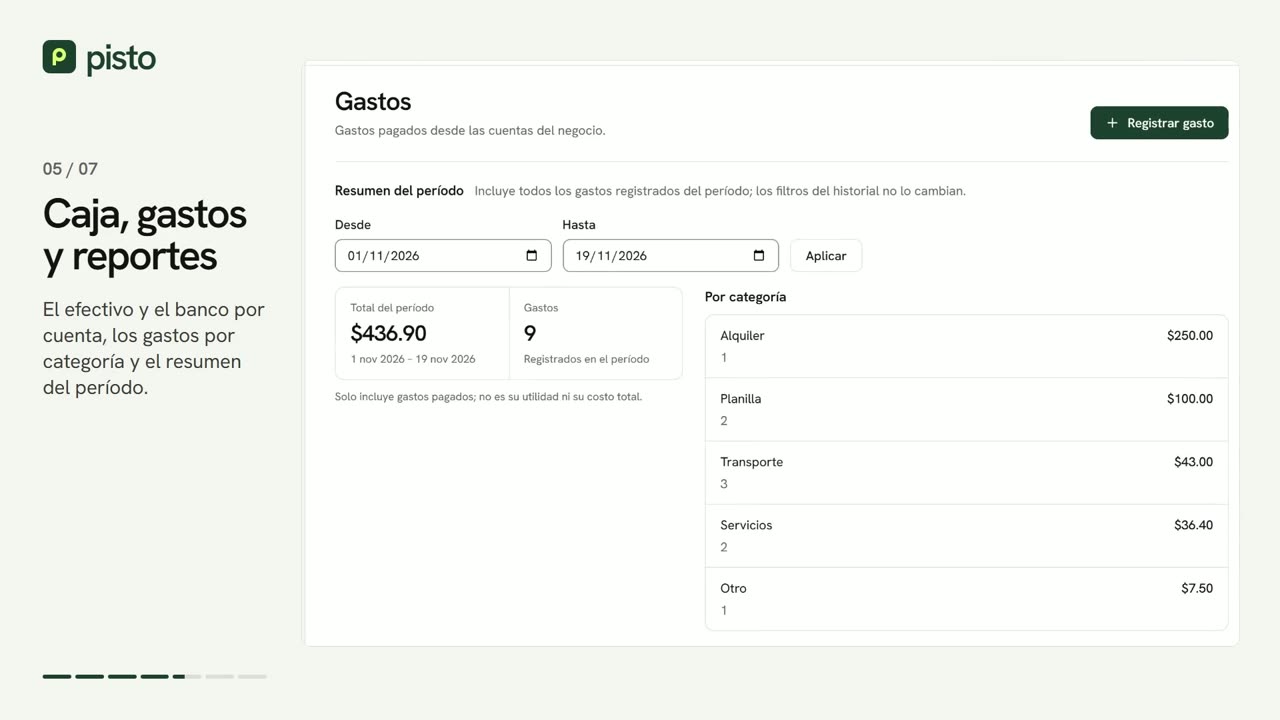 pisto
05 / 07
Caja, gastos
y reportes
El efectivo y el banco por
cuenta, los gastos por
categoría y el resumen
del período.
Gastos
Gastos pagados desde las cuentas del negocio.
+ Registrar gasto
Resumen del período Incluye todos los gastos registrados del período; los filtros del historial no lo cambian.
Desde
Hasta
01/11/2026
19/11/2026
Aplicar
Total del período
$436.90
1 nov 2026 – 19 nov 2026
Gastos
9
Registrados en el período
Solo incluye gastos pagados; no es su utilidad ni su costo total.
Por categoría
Alquiler $250.00
1
Planilla $100.00
2
Transporte $43.00
3
Servicios $36.40
2
Otro $7.50
1